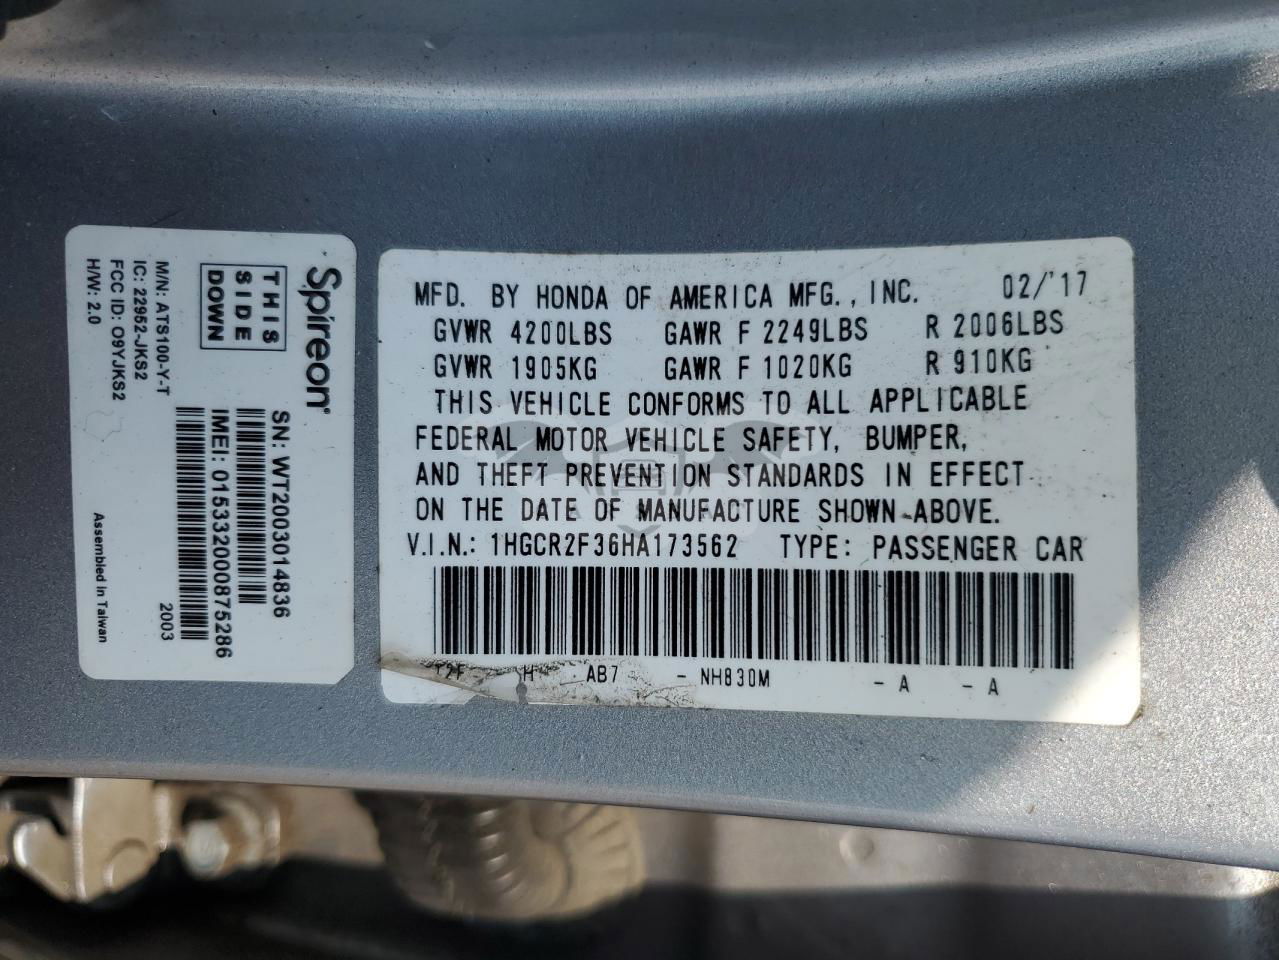 Spireon
THIS
SIDE
DOWN
M/N: ATS100-Y-T
IC: 22952-JKS2
FCC ID: O9YJKS2
H/W: 2.0
SN: WT2003014836
IMEI: 015332000875286
2003
Assembled in Taiwan
MFD. BY HONDA OF AMERICA MFG., INC. 02/'17
GVWR 4200LBS GAWR F 2249LBS R 2006LBS
GVWR 1905KG GAWR F 1020KG R 910KG
THIS VEHICLE CONFORMS TO ALL APPLICABLE
FEDERAL MOTOR VEHICLE SAFETY, BUMPER,
AND THEFT PREVENTION STANDARDS IN EFFECT
ON THE DATE OF MANUFACTURE SHOWN ABOVE.
V.I.N.: 1HGCR2F36HA173562 TYPE: PASSENGER CAR
T2F H AB7 - NH830M - A - A